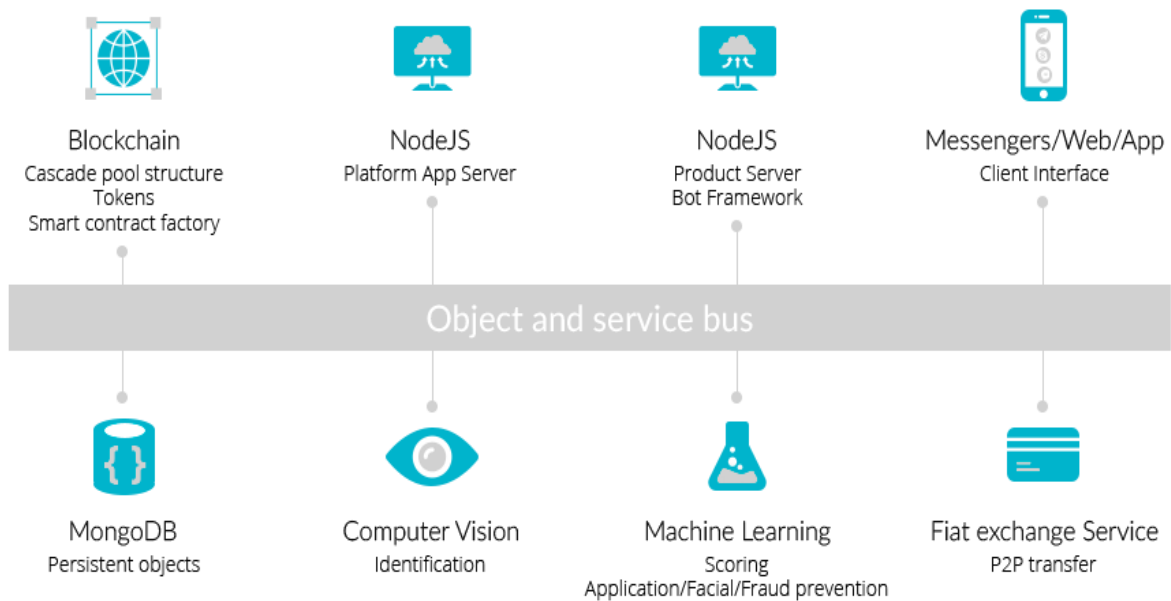 Blockchain
Cascade pool structure
Tokens
Smart contract factory
NodeJS
Platform App Server
NodeJS
Product Server
Bot Framework
Messengers/Web/App
Client Interface
Object and service bus
MongoDB
Persistent objects
Computer Vision
Identification
Machine Learning
Scoring
Application/Facial/Fraud prevention
Fiat exchange Service
P2P transfer